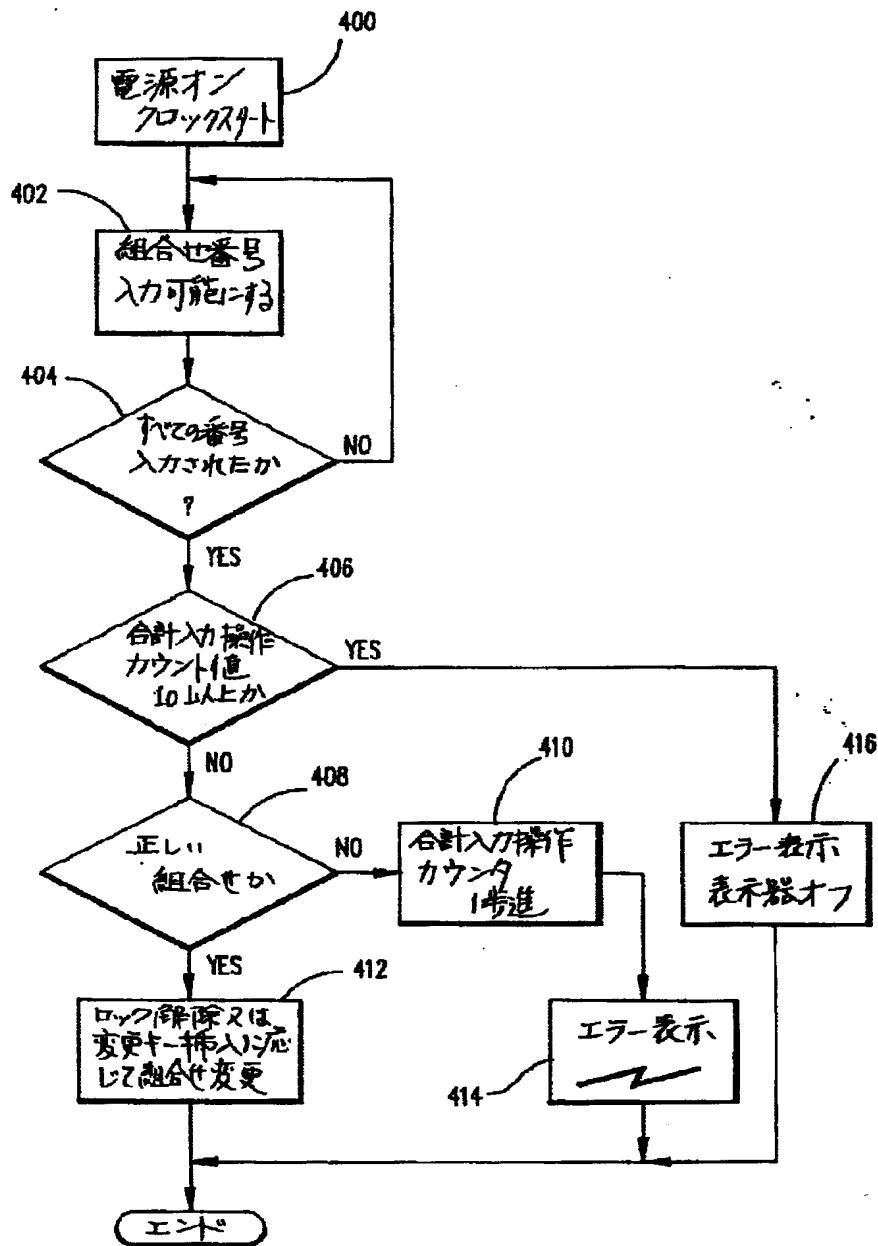 400
電源オン
クロックスタート
402
組合せ番号
入力可能にする
404
すべての番号
入力されたか
?
NO
YES
406
合計入力操作
カウント値
10以上か
YES
NO
408
正しい
組合せか
NO
YES
410
合計入力操作
カウンタ
1歩進
416
エラー表示
表示器オフ
412
ロック解除又は
変更キー挿入に応
じて組合せ変更
エラー表示
414
エンド